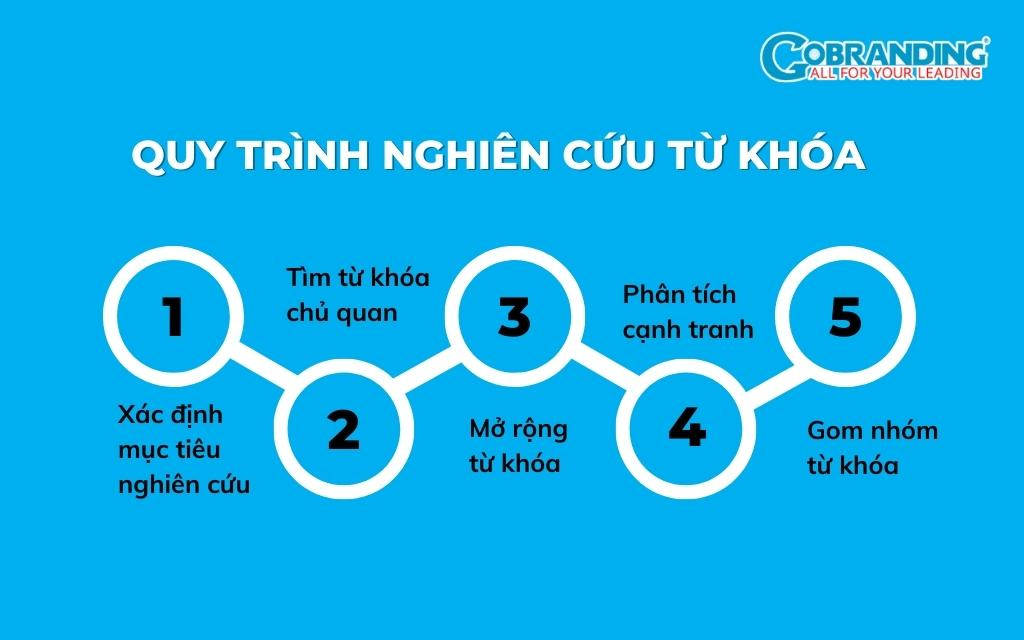 COBRANDING®
ALL FOR YOUR LEADING
QUY TRÌNH NGHIÊN CỨU TỪ KHÓA
1
Xác định
mục tiêu
nghiên cứu
Tìm từ khóa
chủ quan
2
3
Mở rộng
từ khóa
Phân tích
cạnh tranh
4
5
Gom nhóm
từ khóa